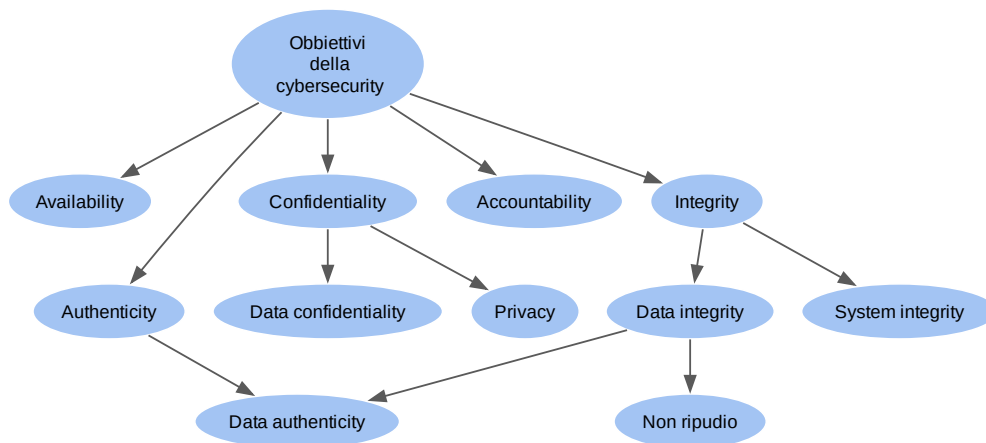 Obbiettivi
della
cybersecurity
Availability
Confidentiality
Accountability
Integrity
Authenticity
Data confidentiality
Privacy
Data integrity
System integrity
Data authenticity
Non ripudio